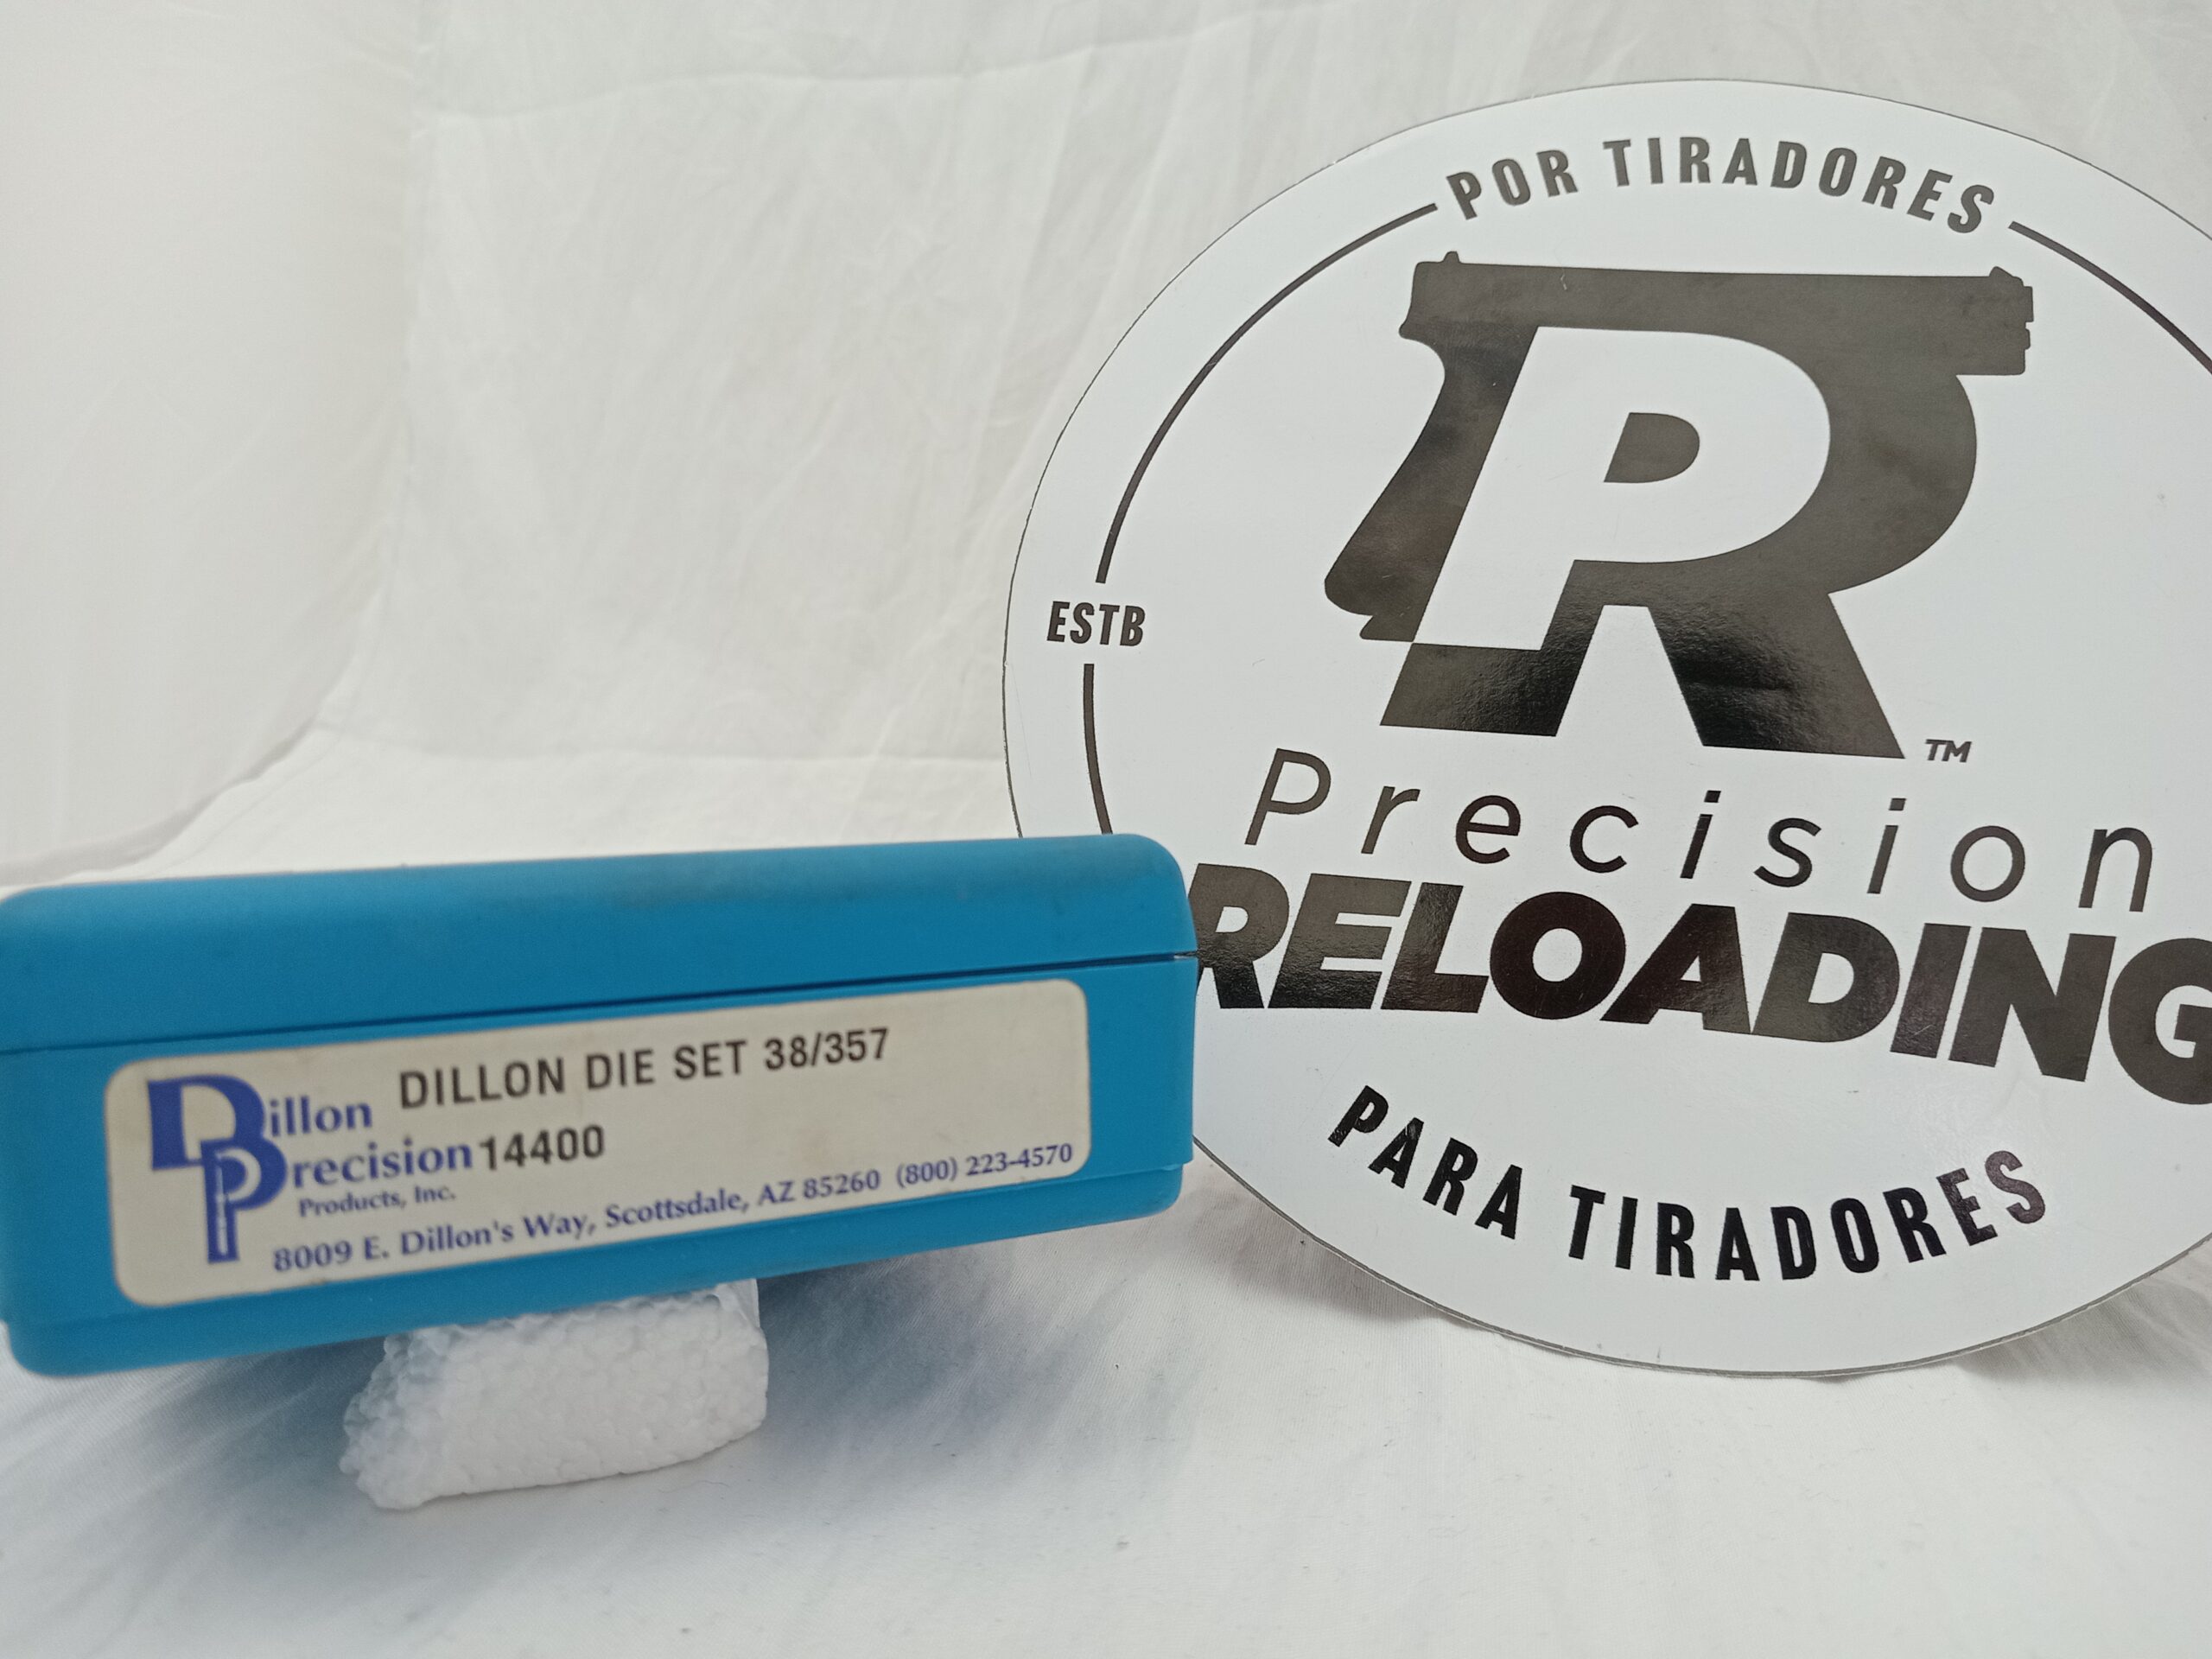 DILLON DIE SET 38/357
Dillon
Precision 14400
Products, Inc.
8009 E. Dillon's Way, Scottsdale, AZ 85260 (800) 223-4570
POR TIRADORES
ESTB
PR
TM
Precision
RELOADING
PARA TIRADORES